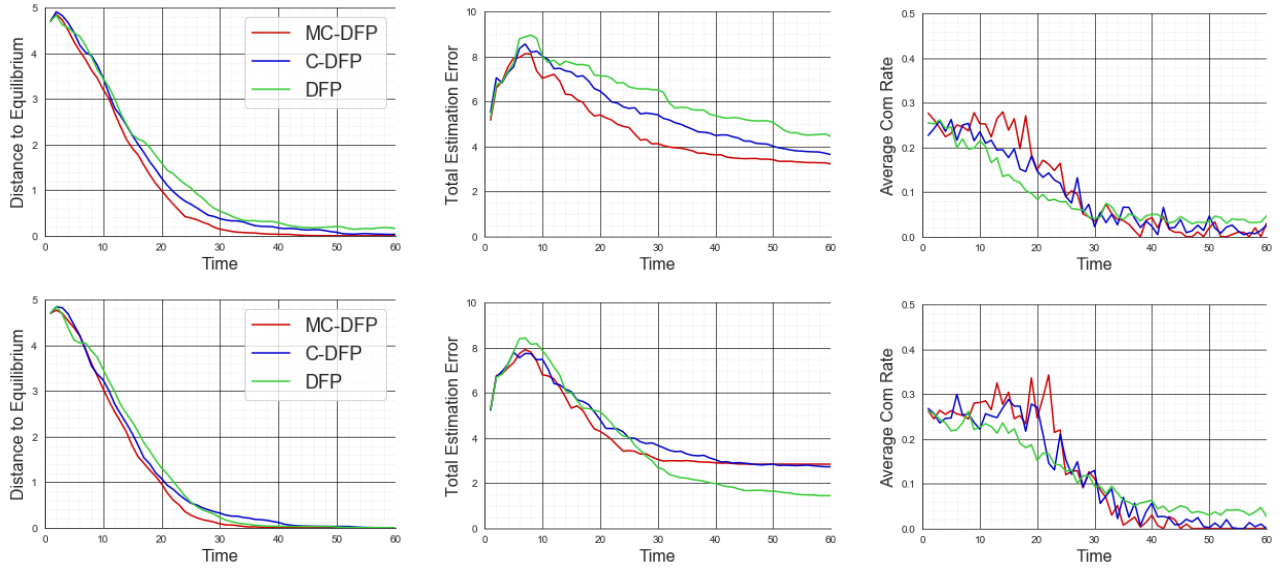 5
4
3
2
1
0
0 10 20 30 40 50 60
Distance to Equilibrium
Time
MC-DFP
C-DFP
DFP
10
8
6
4
2
0
0 10 20 30 40 50 60
Total Estimation Error
Time
0.5
0.4
0.3
0.2
0.1
0.0
0 10 20 30 40 50 60
Average Com Rate
Time
5
4
3
2
1
0
0 10 20 30 40 50 60
Distance to Equilibrium
Time
MC-DFP
C-DFP
DFP
10
8
6
4
2
0
0 10 20 30 40 50 60
Total Estimation Error
Time
0.5
0.4
0.3
0.2
0.1
0.0
0 10 20 30 40 50 60
Average Com Rate
Time